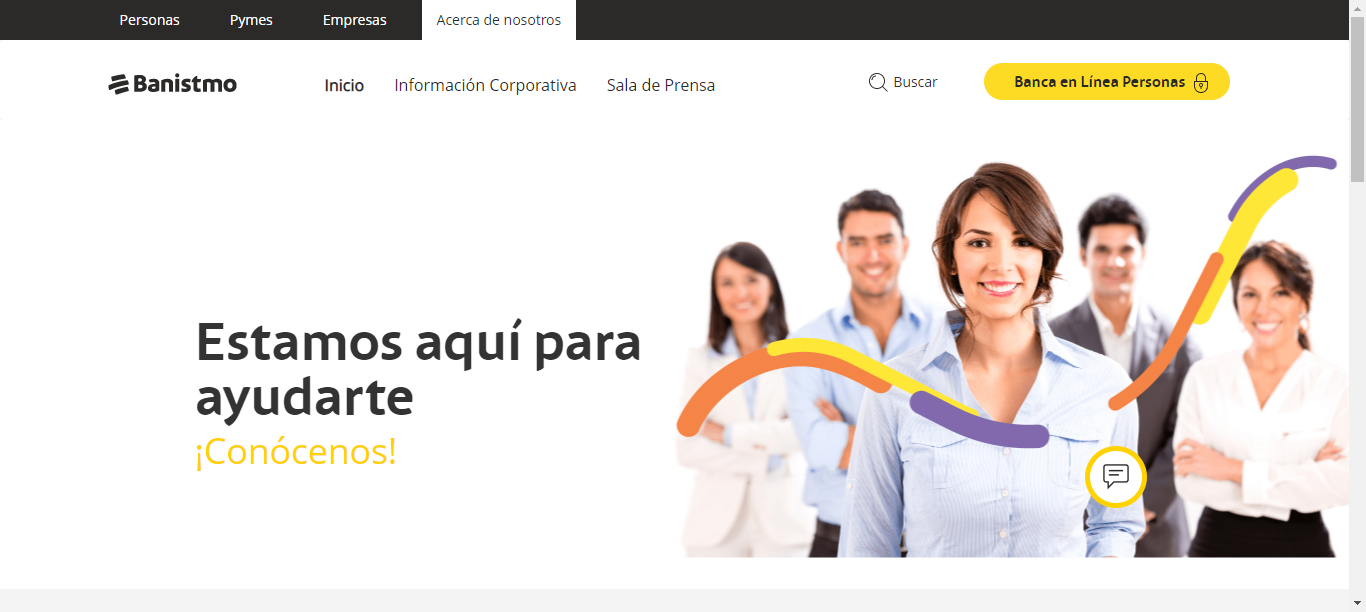 Personas Pymes Empresas Acerca de nosotros
Banistmo Inicio Información Corporativa Sala de Prensa Buscar Banca en Línea Personas
Estamos aquí para
ayudarte
¡Conócenos!